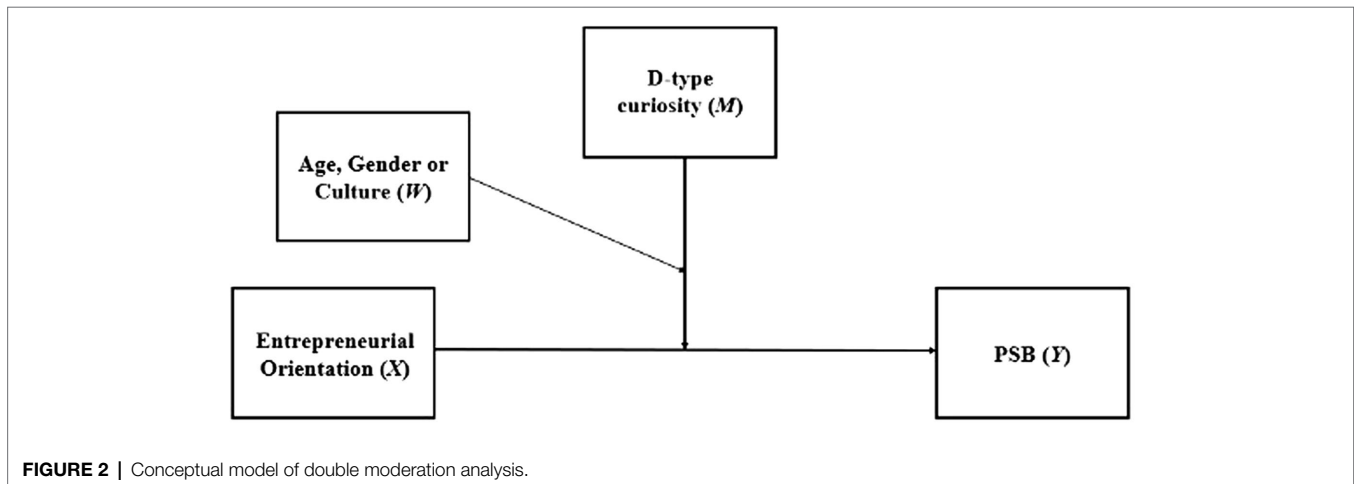 D-type
curiosity (M)
Age, Gender or
Culture (W)
Entrepreneurial
Orientation (X)
PSB (Y)
FIGURE 2 | Conceptual model of double moderation analysis.